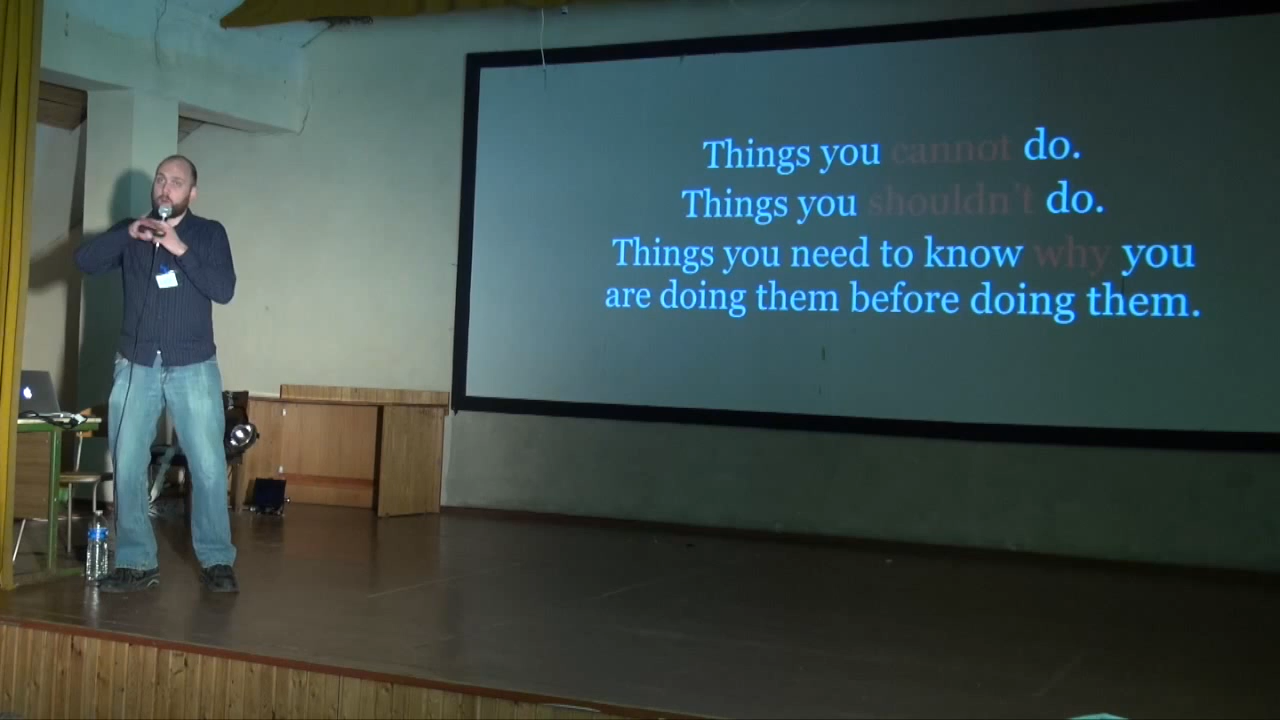 Things you cannot do.
Things you shouldn't do.
Things you need to know why you
are doing them before doing them.